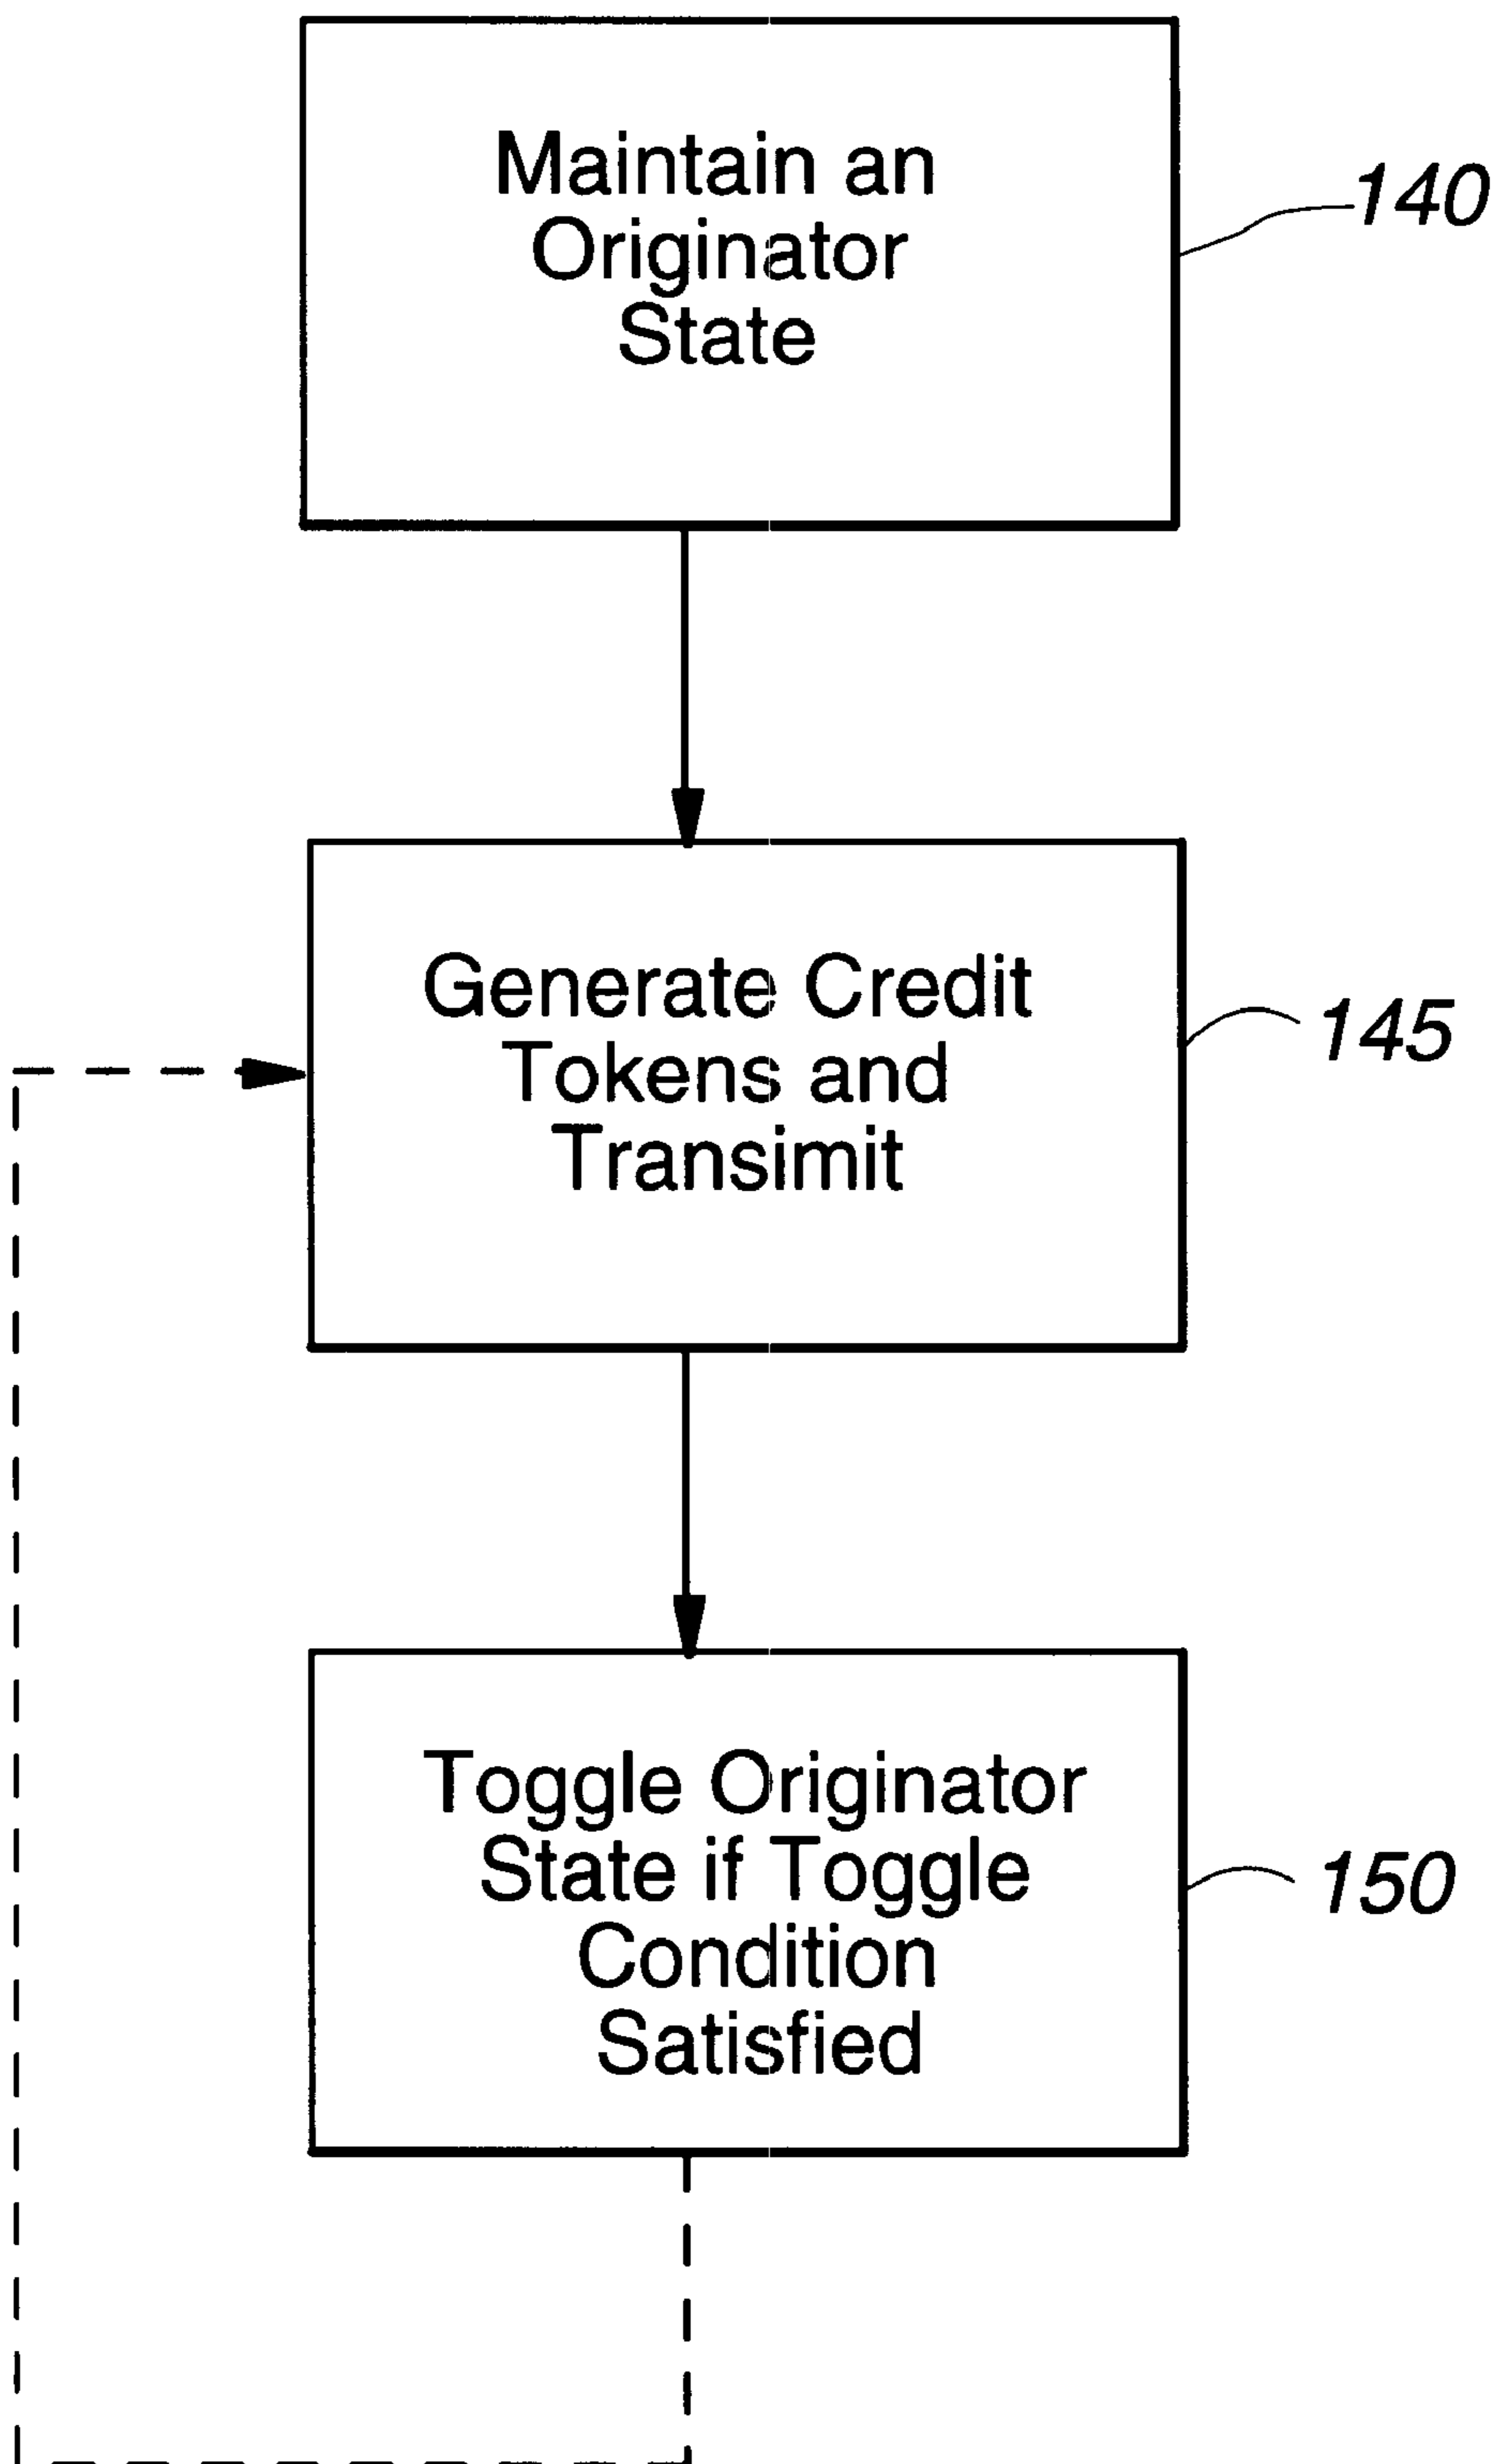 Maintain an
Originator
State
140
Generate Credit
Tokens and
Transimit
145
Toggle Originator
State if Toggle
Condition
Satisfied
150